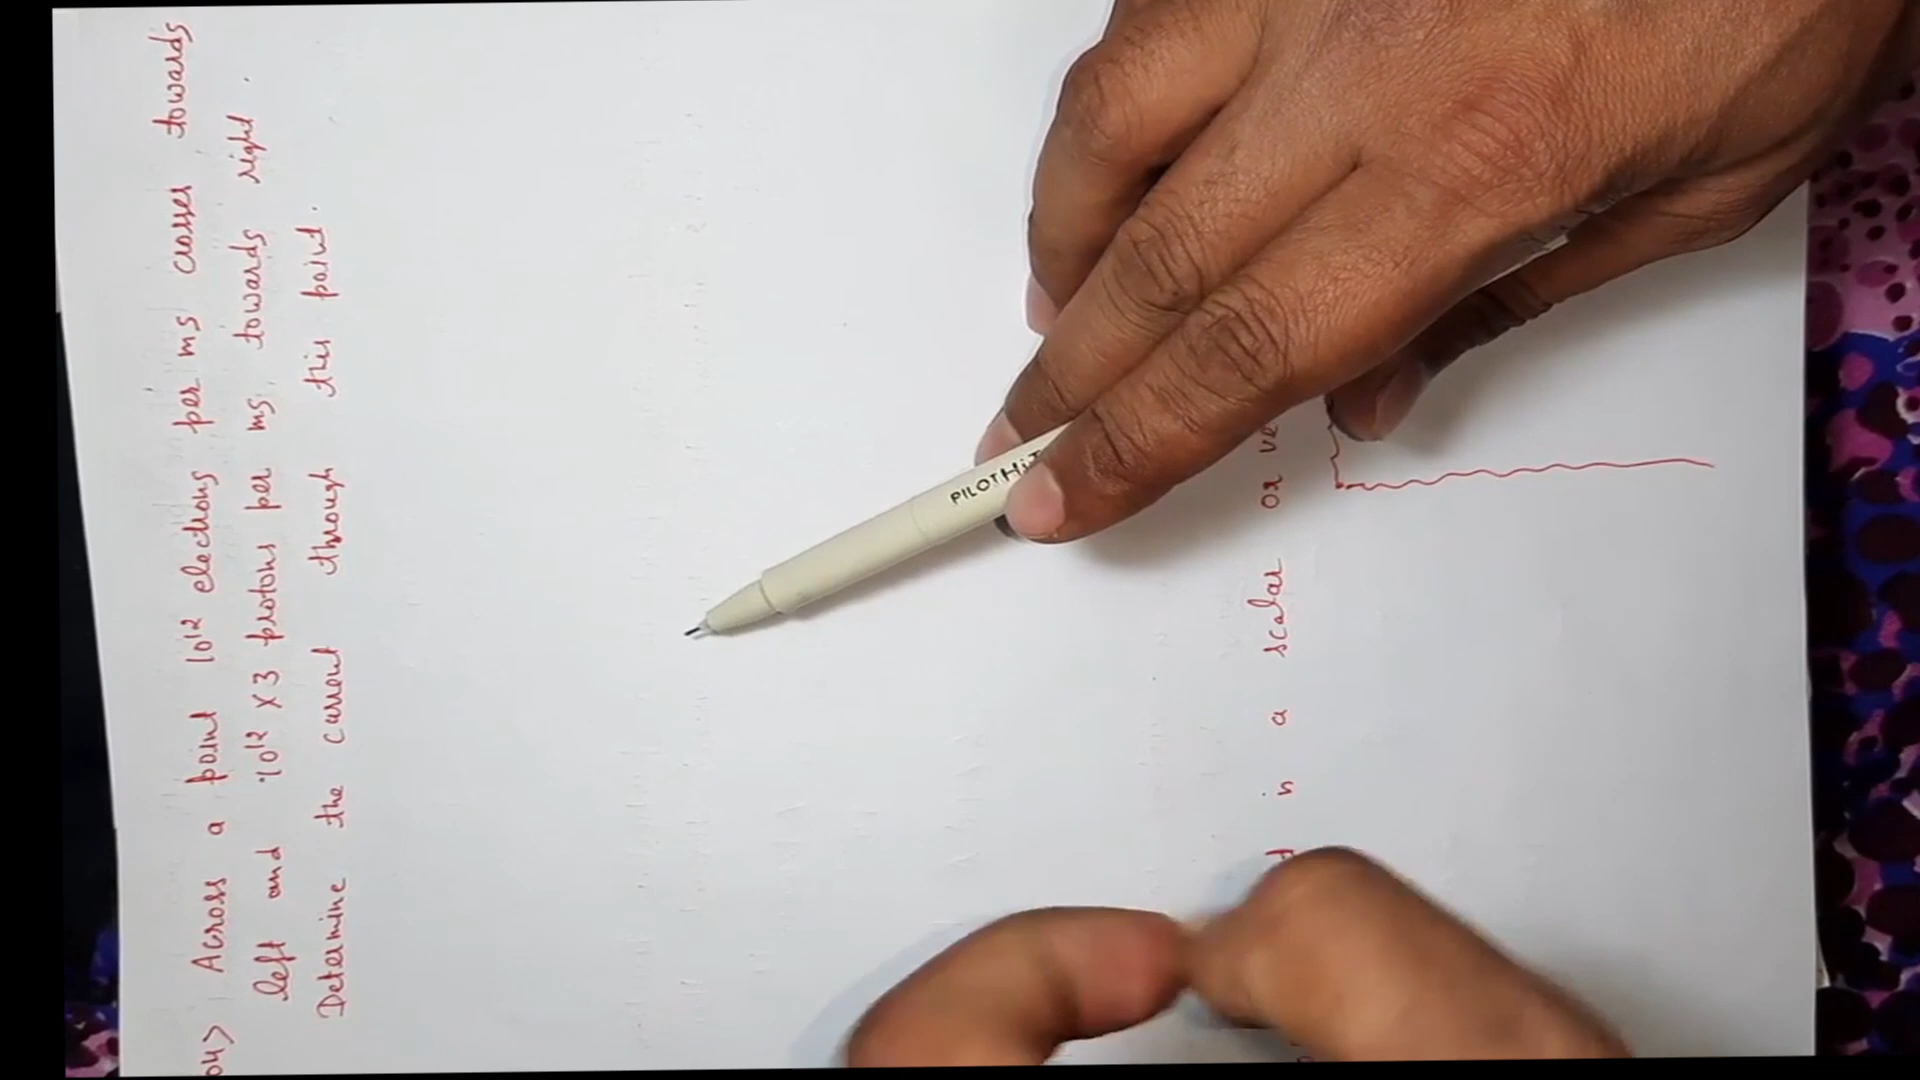 04> Across a point 10¹² electrons per ms crosses towards
left and 10¹² x 3 protons per ms, towards right.
Determine the current through this point.
PILOT Hi-T
is a scalar or ve